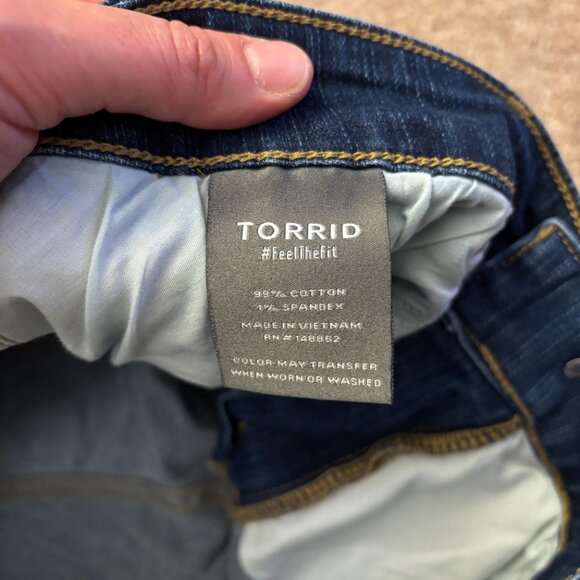 TORRID
#FeelTheFit
99% COTTON
1% SPANDEX
MADE IN VIETNAM
RN# 148862
COLOR MAY TRANSFER
WHEN WORN OR WASHED